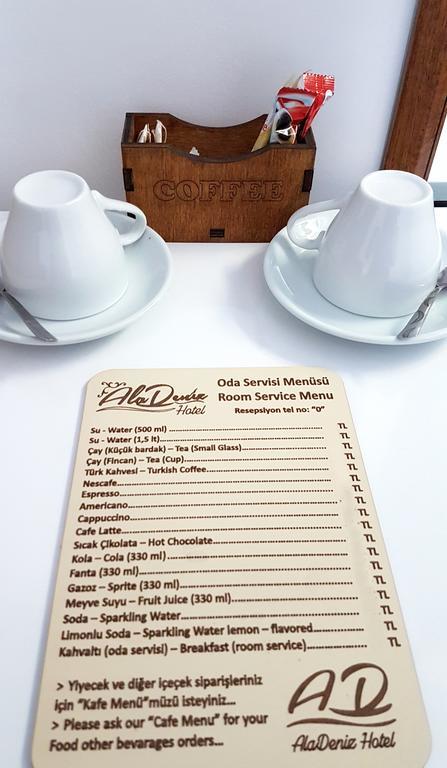 COFFEE
AlaDeniz
Hotel
Oda Servisi Menüsü
Room Service Menu
Resepsiyon tel no: "0"
Su - Water (500 ml) ........ TL
Su - Water (1,5 lt)........ TL
Çay (Küçük bardak) – Tea (Small Glass)........ TL
Çay (Fincan) – Tea (Cup)........ TL
Türk Kahvesi – Turkish Coffee........ TL
Nescafe........ TL
Espresso........ TL
Americano........ TL
Cappuccino........ TL
Cafe Latte........ TL
Sıcak Çikolata – Hot Chocolate........ TL
Kola – Cola (330 ml) ........ TL
Fanta (330 ml)........ TL
Gazoz – Sprite (330 ml)........ TL
Meyve Suyu – Fruit Juice (330 ml)........ TL
Soda – Sparkling Water........ TL
Limonlu Soda – Sparkling Water lemon – flavored........ TL
Kahvaltı (oda servisi) – Breakfast (room service)........ TL
> Yiyecek ve diğer içeçek siparişleriniz
için "Kafe Menü"müzü isteyiniz...
> Please ask our "Cafe Menu" for your
Food other bevarages orders...
AD
AlaDeniz Hotel